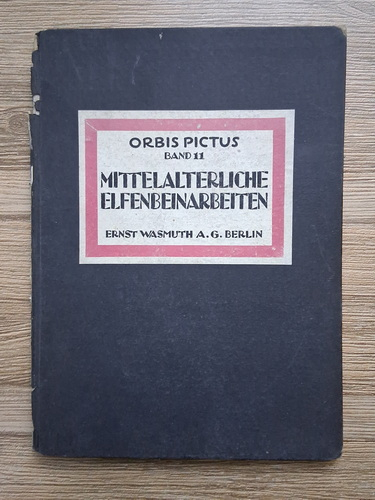 ORBIS PICTUS
BAND 11
MITTELALTERLICHE
ELFENBEINARBEITEN
ERNST WASMUTH A.G. BERLIN